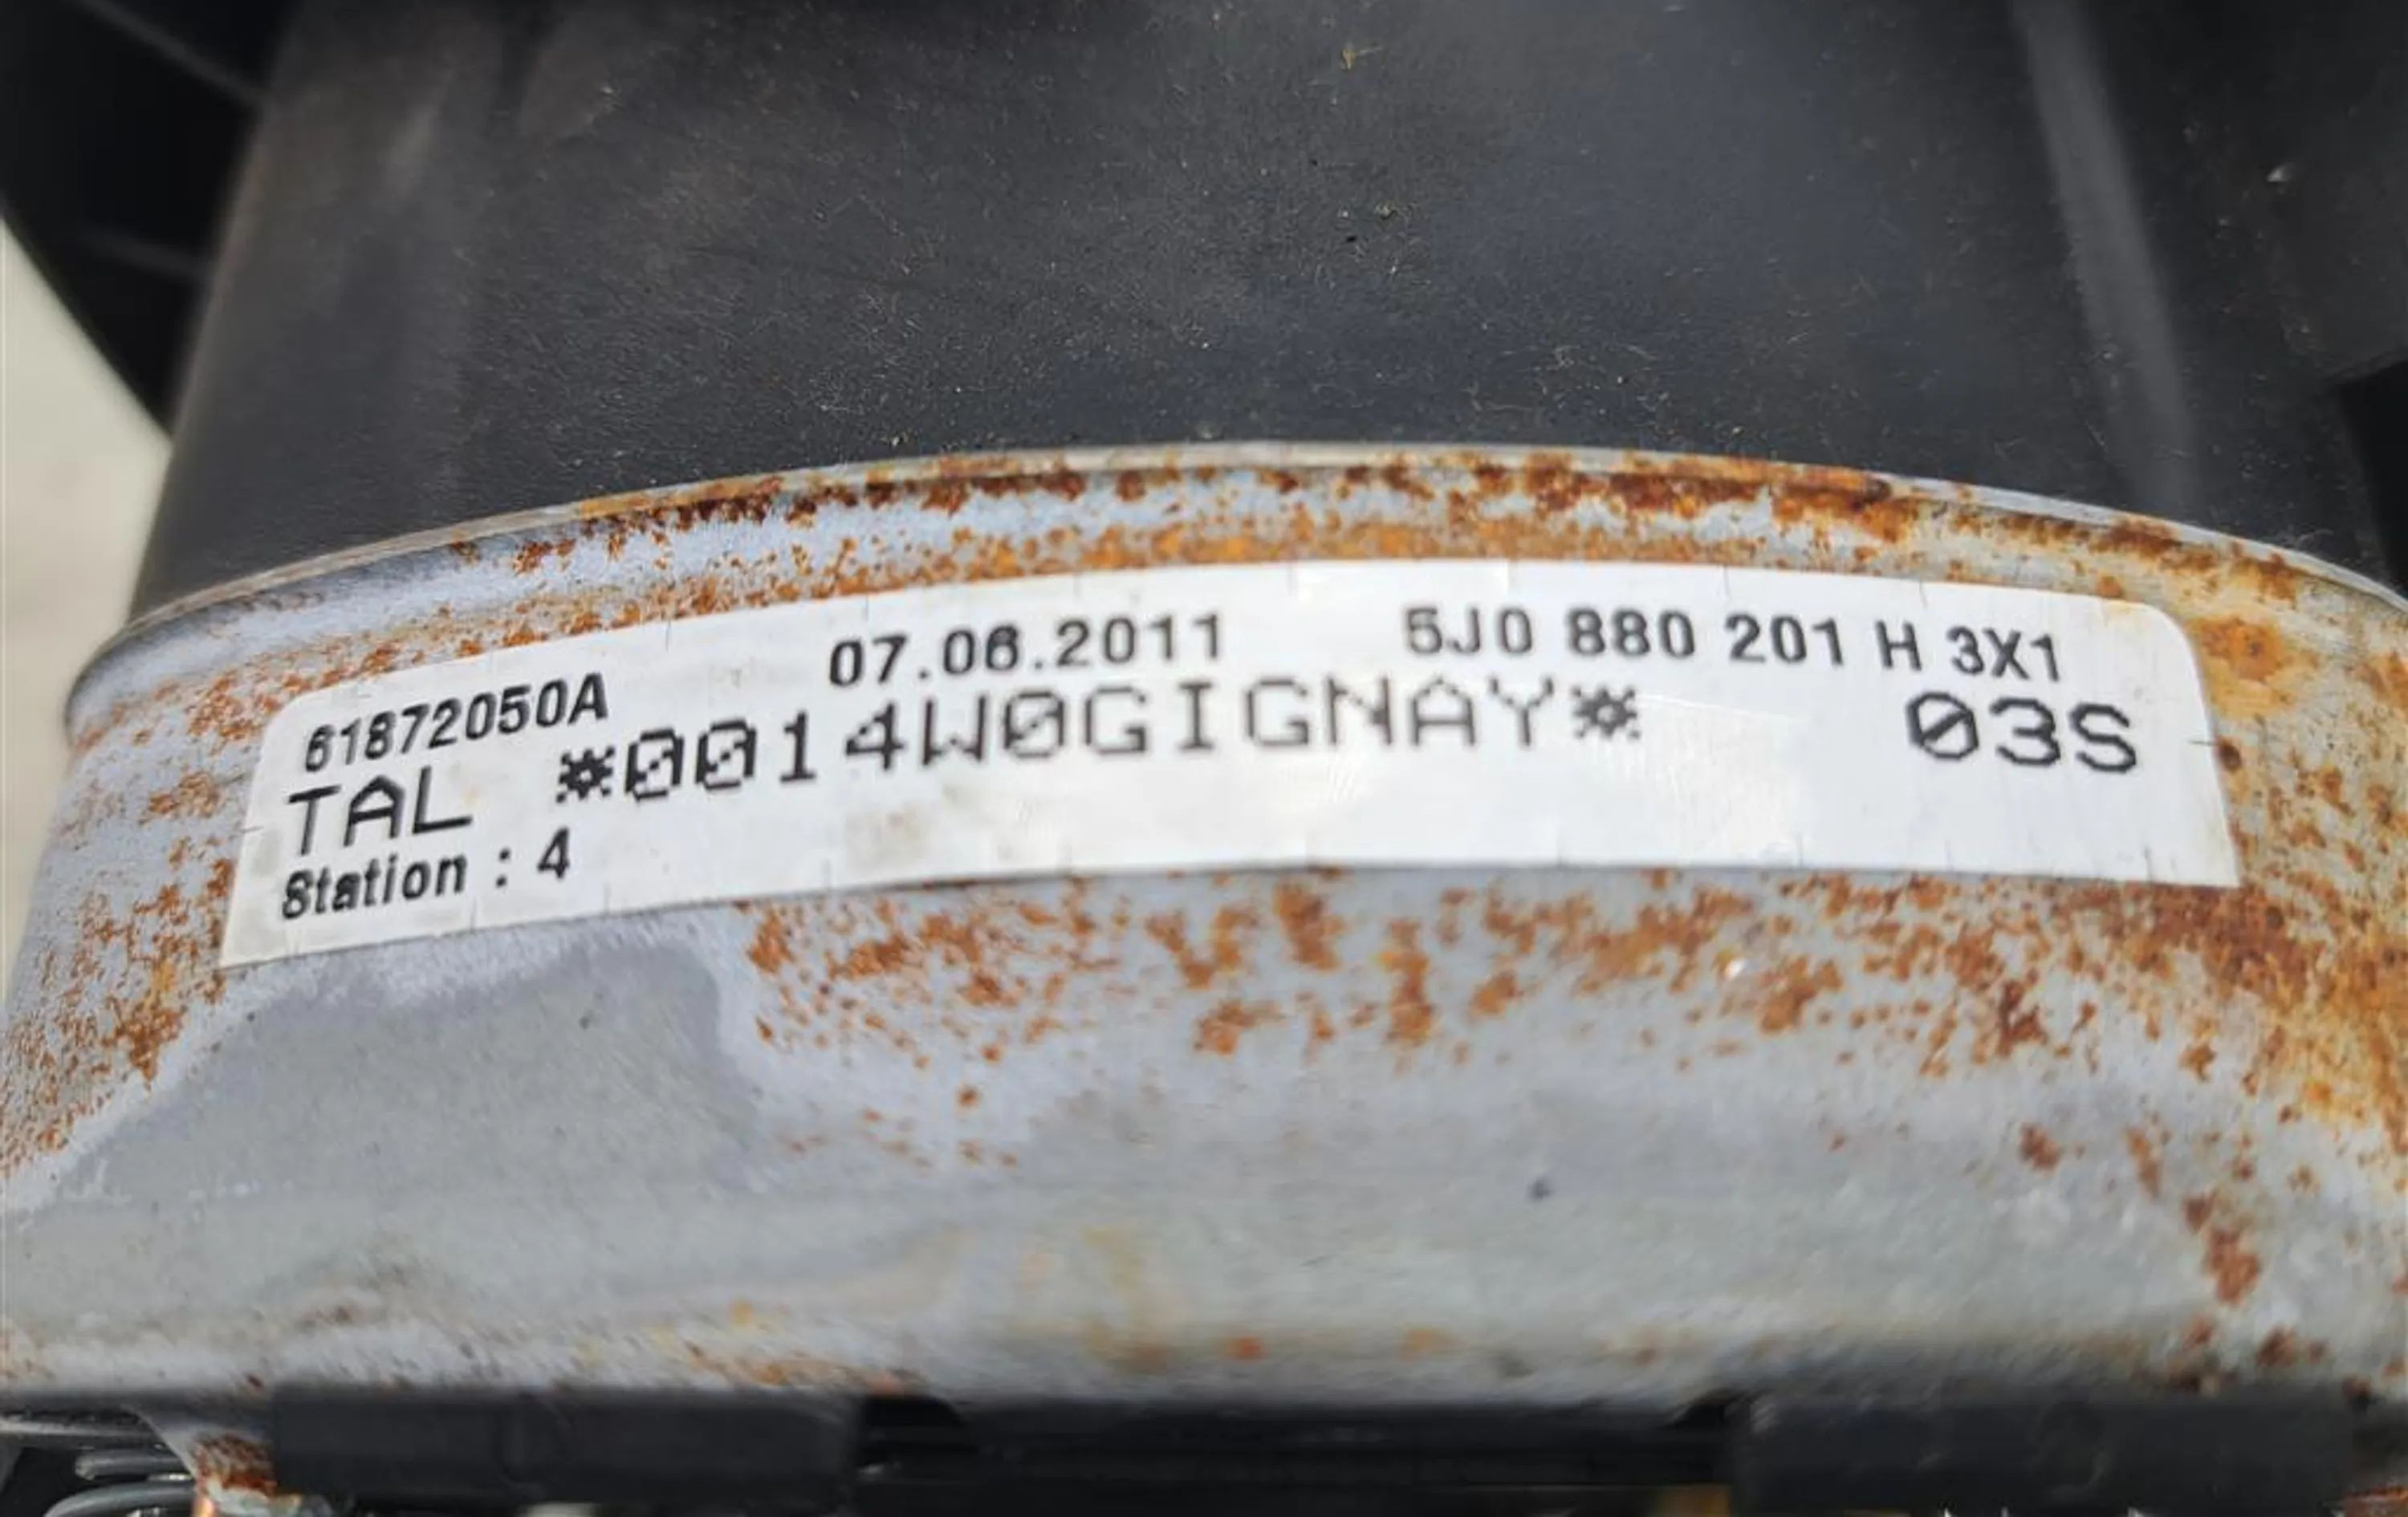 61872050A 07.06.2011 5J0 880 201 H 3X1
TAL *0014W0GIGNAY* 03S
Station : 4